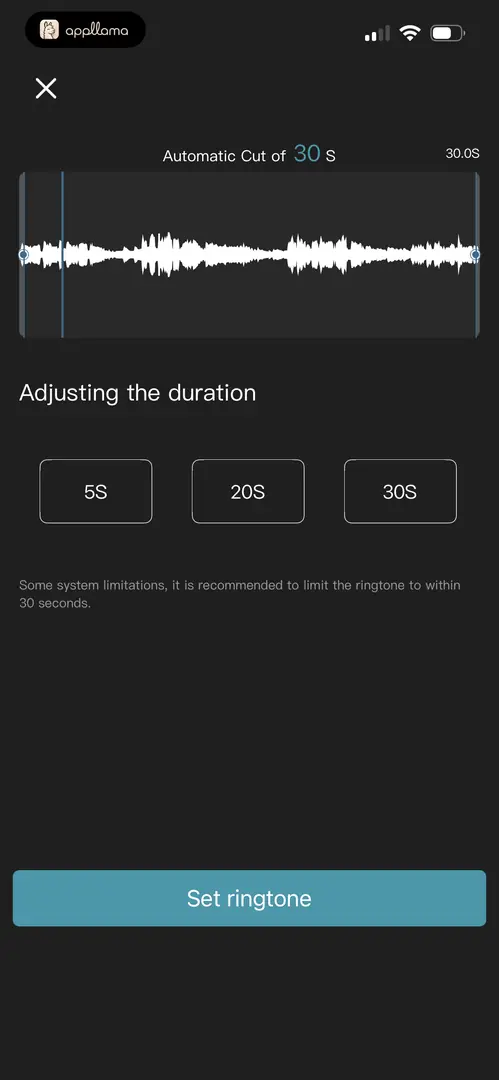 appllama
Automatic Cut of 30 S
30.0S
Adjusting the duration
5S
20S
30S
Some system limitations, it is recommended to limit the ringtone to within
30 seconds.
Set ringtone